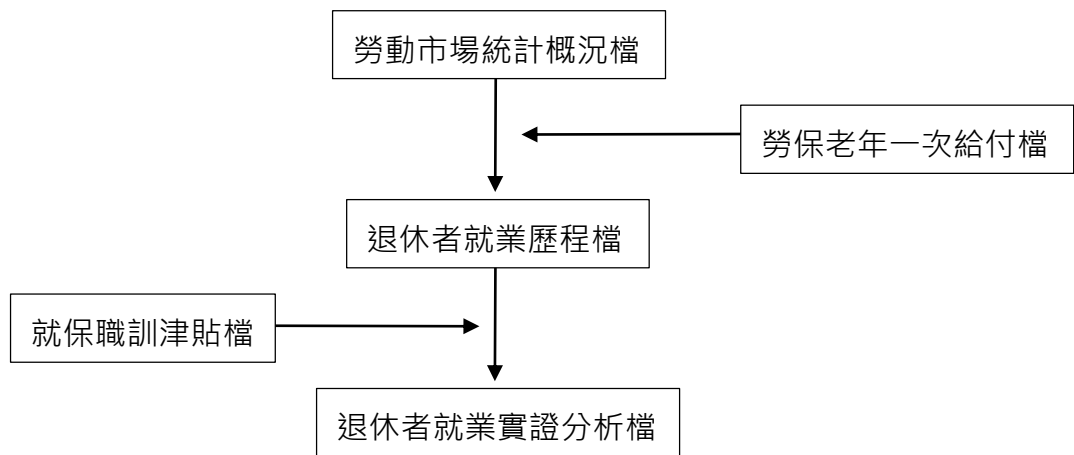 勞動市場統計概況檔
勞保老年一次給付檔
退休者就業歷程檔
就保職訓津貼檔
退休者就業實證分析檔